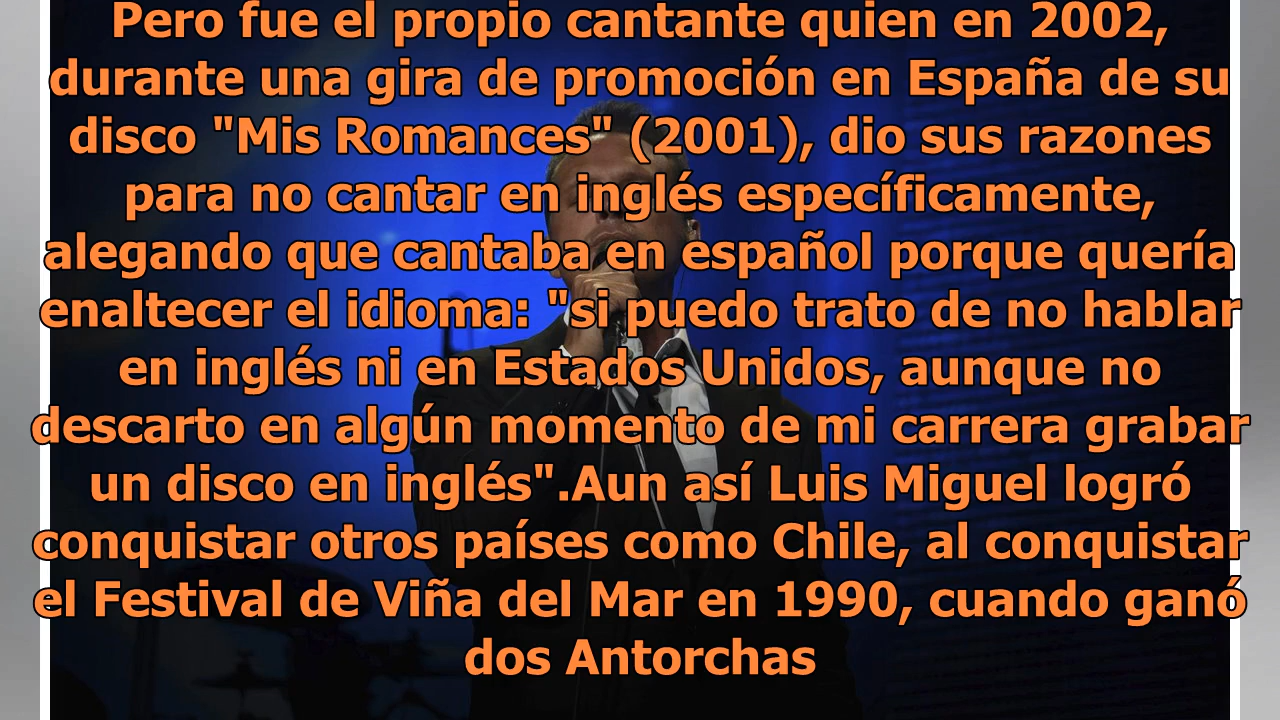 Pero fue el propio cantante quien en 2002,
durante una gira de promoción en España de su
disco "Mis Romances" (2001), dio sus razones
para no cantar en inglés específicamente,
alegando que cantaba en español porque quería
enaltecer el idioma: "si puedo trato de no hablar
en inglés ni en Estados Unidos, aunque no
descarto en algún momento de mi carrera grabar
un disco en inglés".Aun así Luis Miguel logró
conquistar otros países como Chile, al conquistar
el Festival de Viña del Mar en 1990, cuando ganó
dos Antorchas